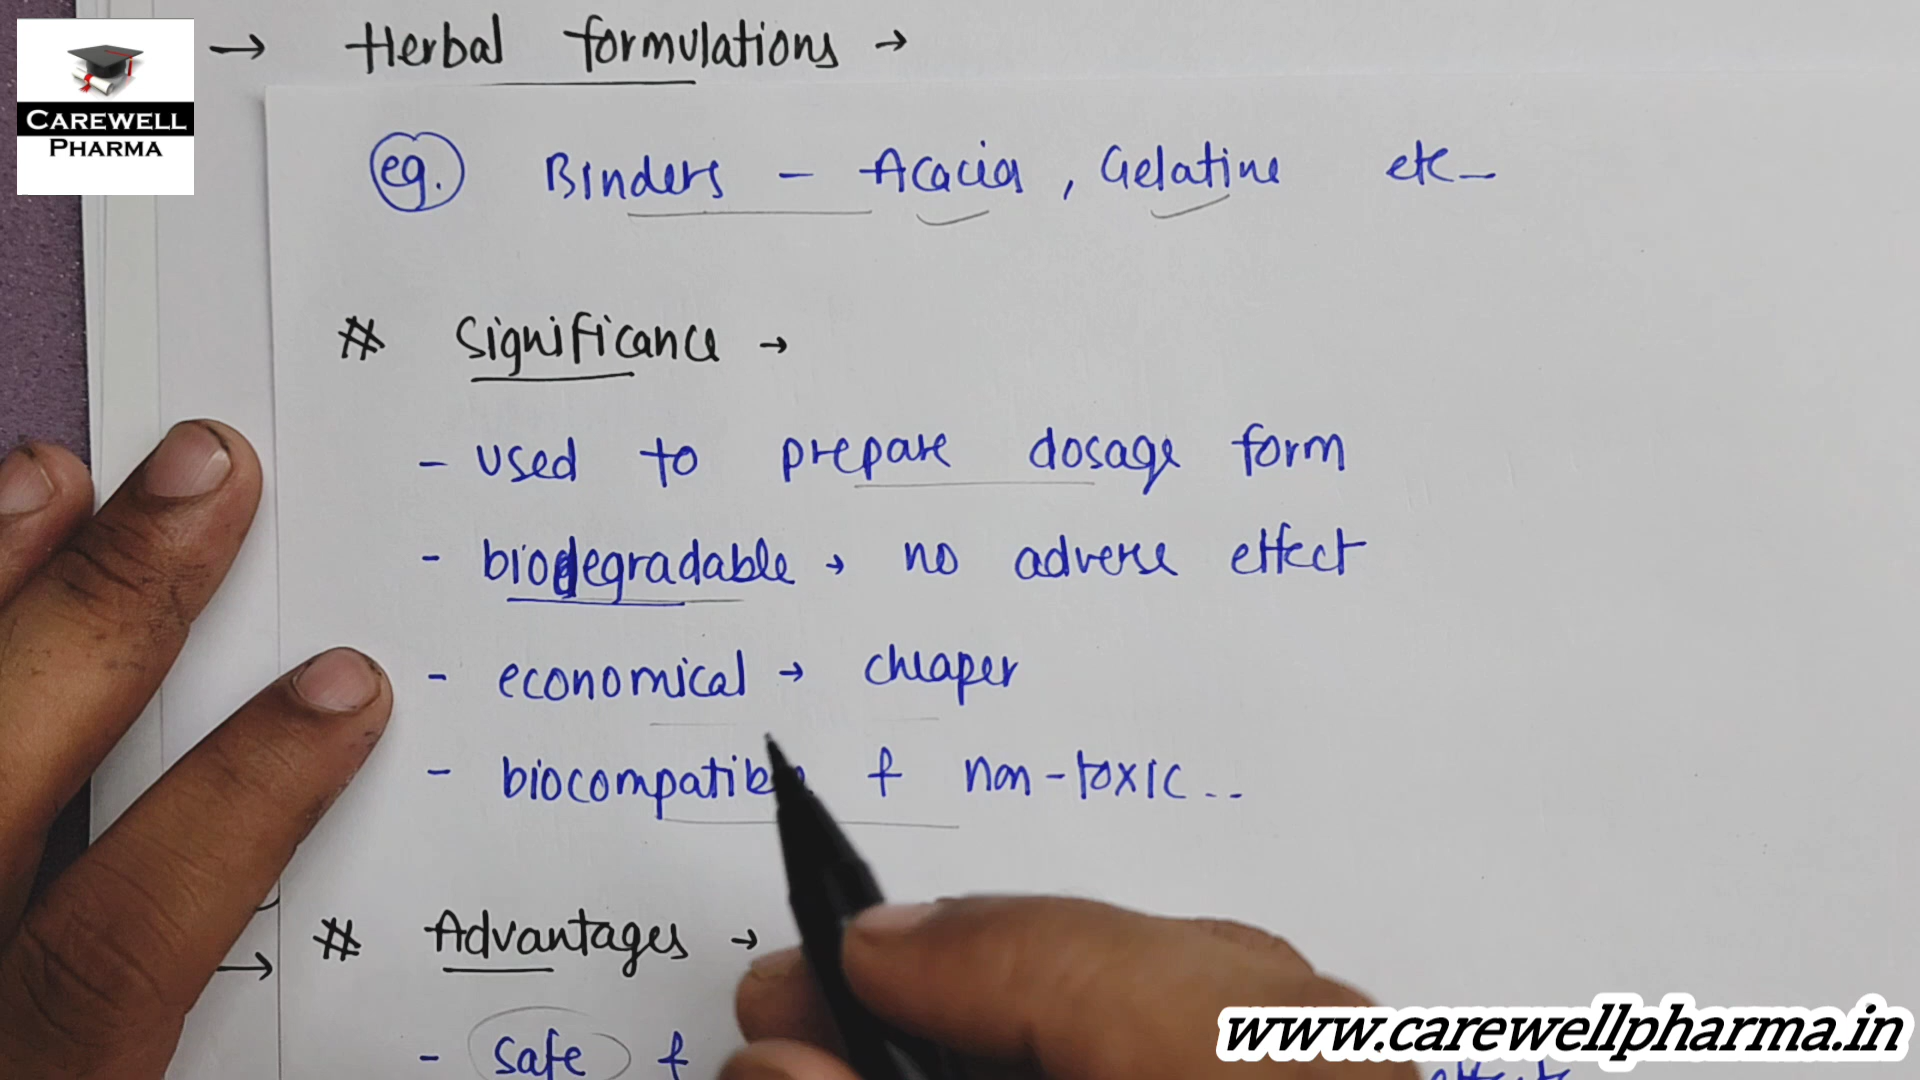 → Herbal formulations →
CAREWELL
PHARMA
eg. Binders - Acacia, Gelatine etc-
# Significance →
- used to prepare dosage form
- biodegradable → no adverse effect
- economical → cheaper
- biocompatible + non-toxic..
→ # Advantages →
- safe +
www.carewellpharma.in